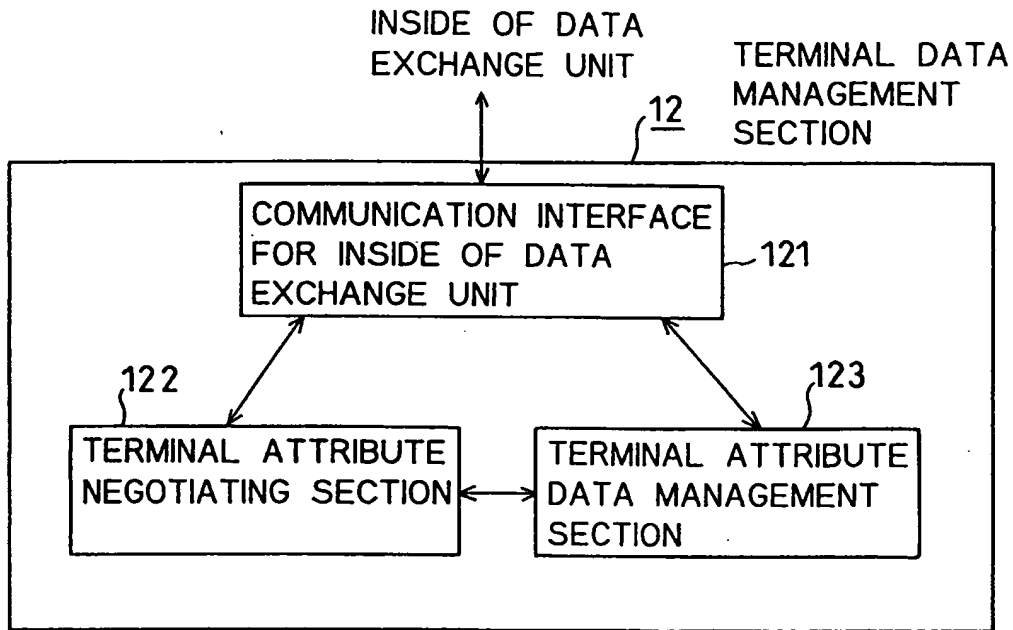 INSIDE OF DATA
EXCHANGE UNIT
TERMINAL DATA
MANAGEMENT
SECTION
12
COMMUNICATION INTERFACE
FOR INSIDE OF DATA
EXCHANGE UNIT
121
122
TERMINAL ATTRIBUTE
NEGOTIATING SECTION
123
TERMINAL ATTRIBUTE
DATA MANAGEMENT
SECTION